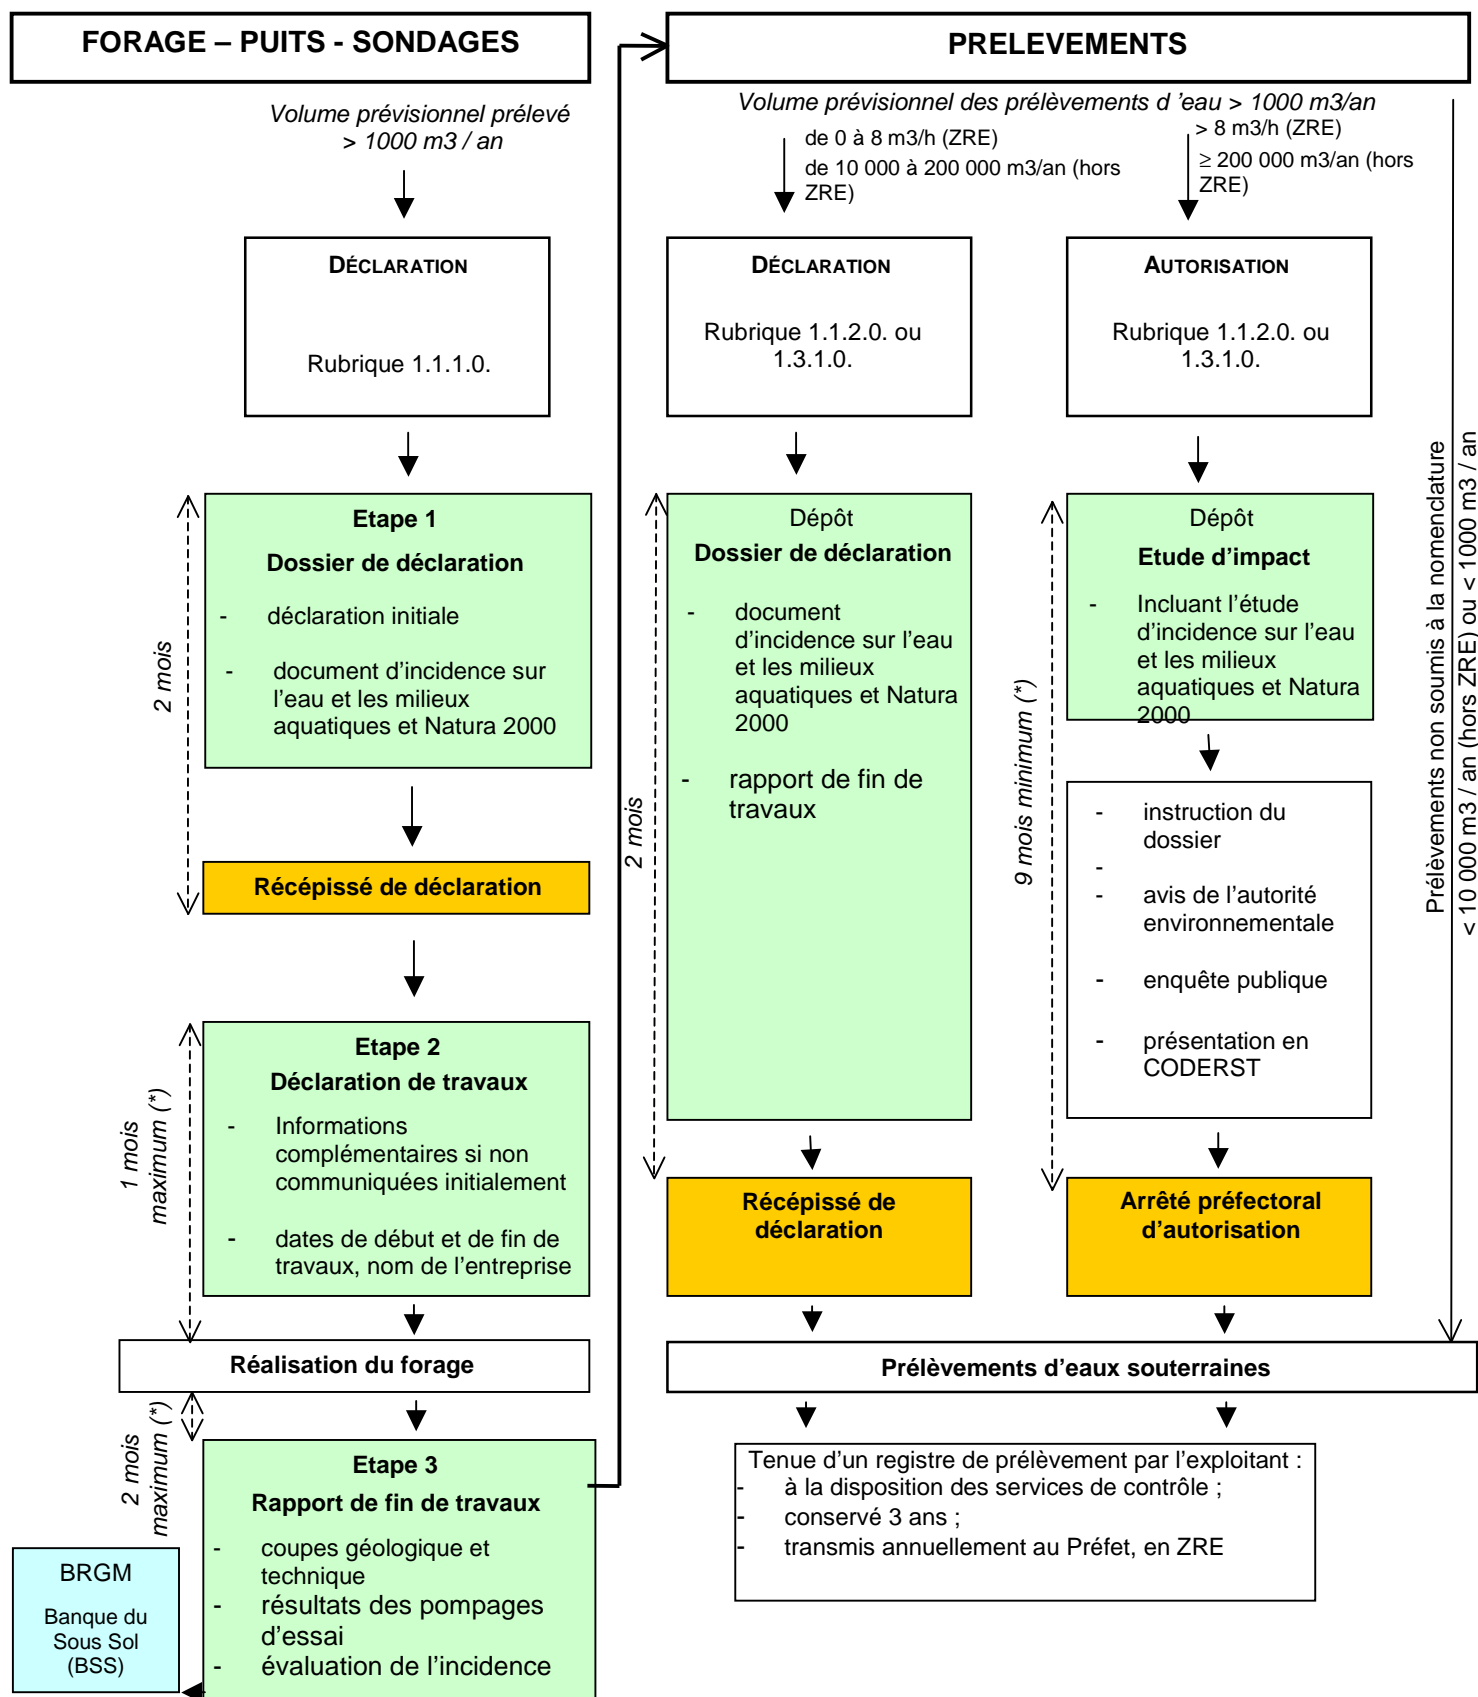 FORAGE – PUITS - SONDAGES
Volume prévisionnel prélevé
> 1000 m3 / an
DÉCLARATION
Rubrique 1.1.1.0.
2 mois
Etape 1
Dossier de déclaration
- déclaration initiale
- document d’incidence sur
l’eau et les milieux
aquatiques et Natura 2000
Récépissé de déclaration
1 mois
maximum (*)
Etape 2
Déclaration de travaux
- Informations
complémentaires si non
communiquées initialement
- dates de début et de fin de
travaux, nom de l’entreprise
Réalisation du forage
2 mois
maximum (*)
Etape 3
Rapport de fin de travaux
- coupes géologique et
technique
- résultats des pompages
d’essai
- évaluation de l’incidence
BRGM
Banque du
Sous Sol
(BSS)
PRELEVEMENTS
Volume prévisionnel des prélèvements d ’eau > 1000 m3/an
de 0 à 8 m3/h (ZRE)
de 10 000 à 200 000 m3/an (hors
ZRE)
DÉCLARATION
Rubrique 1.1.2.0. ou
1.3.1.0.
2 mois
Dépôt
Dossier de déclaration
- document
d’incidence sur l’eau
et les milieux
aquatiques et Natura
2000
- rapport de fin de
travaux
Récépissé de
déclaration
> 8 m3/h (ZRE)
≥ 200 000 m3/an (hors
ZRE)
AUTORISATION
Rubrique 1.1.2.0. ou
1.3.1.0.
9 mois minimum (*)
Dépôt
Etude d’impact
- Incluant l’étude
d’incidence sur l’eau
et les milieux
aquatiques et Natura
2000
- instruction du
dossier
-
- avis de l’autorité
environnementale
- enquête publique
- présentation en
CODERST
Arrêté préfectoral
d’autorisation
Prélèvements non soumis à la nomenclature
< 10 000 m3 / an (hors ZRE) ou < 1000 m3 / an
Prélèvements d’eaux souterraines
Tenue d’un registre de prélèvement par l’exploitant :
- à la disposition des services de contrôle ;
- conservé 3 ans ;
- transmis annuellement au Préfet, en ZRE